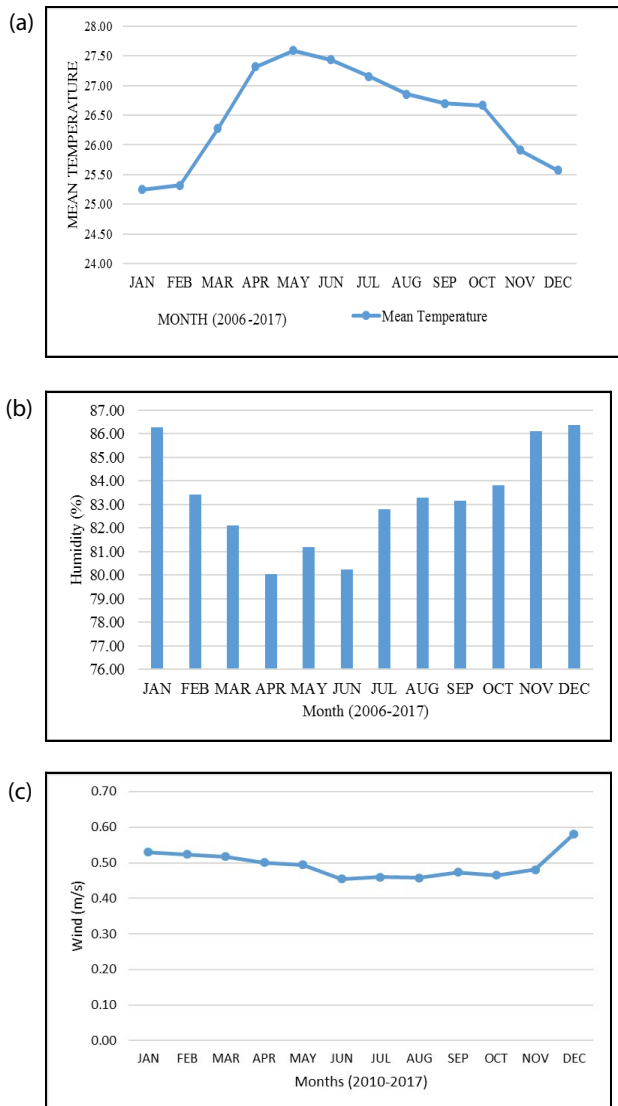 (a)
28.00
27.50
27.00
26.50
26.00
25.50
25.00
24.50
24.00
MEAN TEMPERATURE
JAN FEB MAR APR MAY JUN JUL AUG SEP OCT NOV DEC
MONTH (2006-2017) Mean Temperature
(b)
87.00
86.00
85.00
84.00
83.00
82.00
81.00
80.00
79.00
78.00
77.00
76.00
Humidity (%)
JAN FEB MAR APR MAY JUN JUL AUG SEP OCT NOV DEC
Month (2006-2017)
(c)
0.70
0.60
0.50
0.40
0.30
0.20
0.10
0.00
Wind (m/s)
JAN FEB MAR APR MAY JUN JUL AUG SEP OCT NOV DEC
Months (2010-2017)